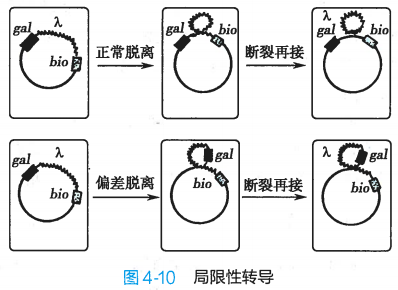 gal λ bio 正常脱离 gal bio 断裂再接 λ gal bio
gal λ bio 偏差脱离 gal bio 断裂再接 λ gal bio
图4-10 局限性转导